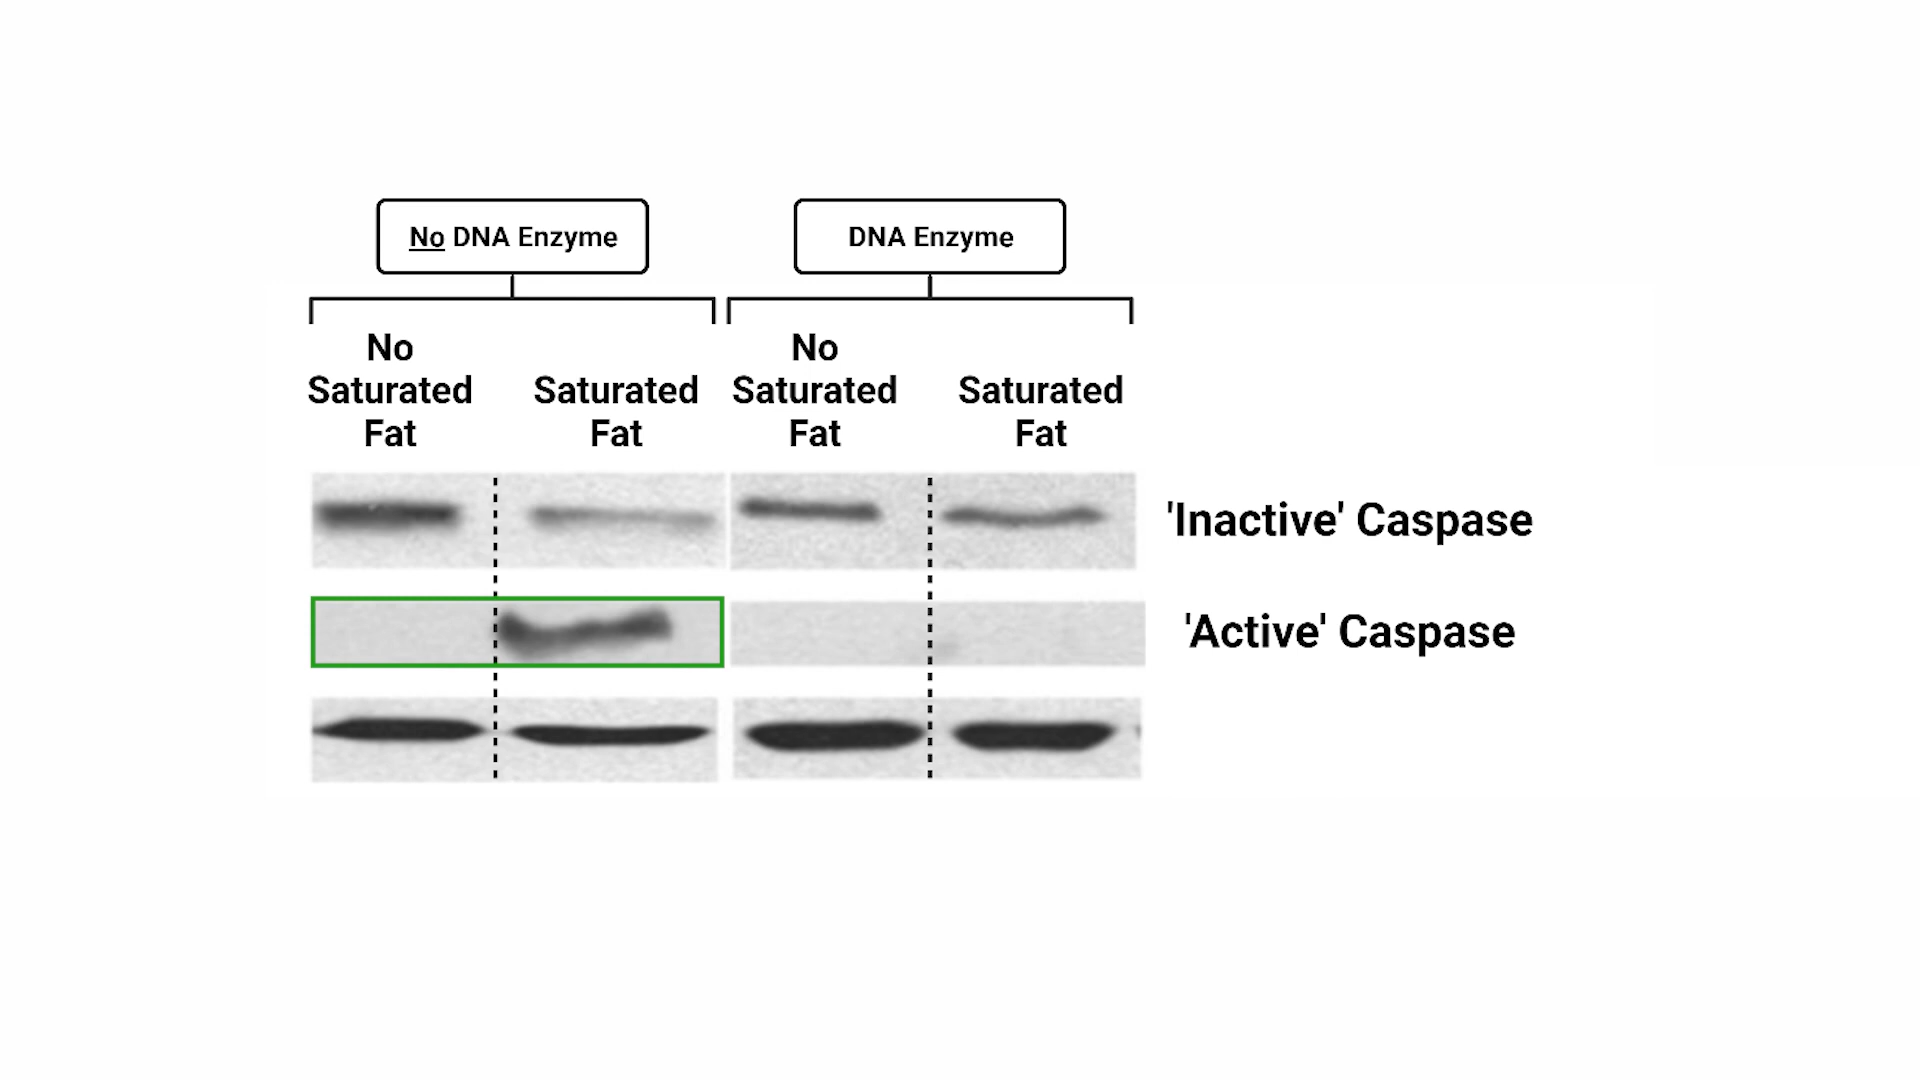 No DNA Enzyme
DNA Enzyme
No
Saturated
Fat
Saturated
Fat
No
Saturated
Fat
Saturated
Fat
'Inactive' Caspase
'Active' Caspase